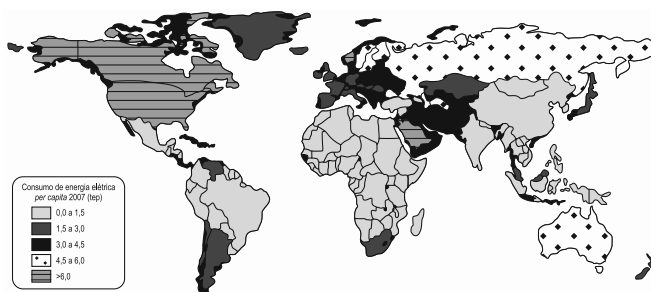 Consumo de energia elétrica
per capita 2007 (tep)
0,0 a 1,5
1,5 a 3,0
3,0 a 4,5
4,5 a 6,0
>6,0